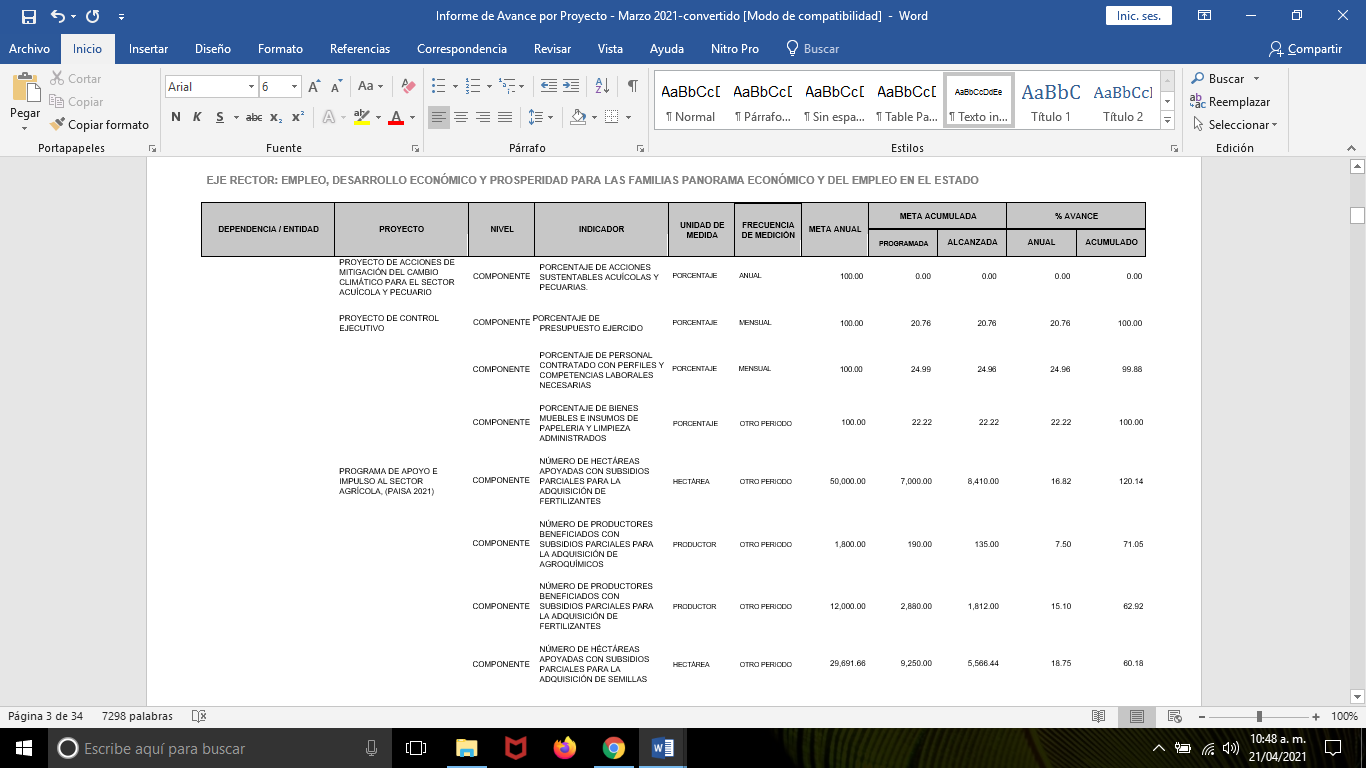 Informe de Avance por Proyecto - Marzo 2021-convertido [Modo de compatibilidad] - Word
Inic. ses.
Archivo Inicio Insertar Diseño Formato Referencias Correspondencia Revisar Vista Ayuda Nitro Pro Buscar Compartir
Pegar
Cortar
Copiar
Copiar formato
Portapapeles
Arial 6 Aa
N K S abc x₂ x² A ab A
Fuente
Párrafo
AaBbCcD AaBbCcD AaBbCcD AaBbCcD AaBbCcDdEe AaBbC AaBbCcI
¶ Normal ¶ Párrafo... ¶ Sin espa... ¶ Table Pa... ¶ Texto in... Título 1 Título 2
Estilos
Buscar
Reemplazar
Seleccionar
Edición
EJE RECTOR: EMPLEO, DESARROLLO ECONÓMICO Y PROSPERIDAD PARA LAS FAMILIAS PANORAMA ECONÓMICO Y DEL EMPLEO EN EL ESTADO
DEPENDENCIA / ENTIDAD PROYECTO NIVEL INDICADOR
UNIDAD DE
MEDIDA
FRECUENCIA
DE MEDICIÓN
META ANUAL
META ACUMULADA
PROGRAMADA ALCANZADA
% AVANCE
ANUAL ACUMULADO
PROYECTO DE ACCIONES DE
MITIGACIÓN DEL CAMBIO
CLIMÁTICO PARA EL SECTOR
ACUÍCOLA Y PECUARIO
COMPONENTE
PORCENTAJE DE ACCIONES
SUSTENTABLES ACUÍCOLAS Y
PECUARIAS.
PORCENTAJE ANUAL 100.00 0.00 0.00 0.00 0.00
PROYECTO DE CONTROL
EJECUTIVO
COMPONENTE
PORCENTAJE DE
PRESUPUESTO EJERCIDO
PORCENTAJE MENSUAL 100.00 20.76 20.76 20.76 100.00
COMPONENTE
PORCENTAJE DE PERSONAL
CONTRATADO CON PERFILES Y
COMPETENCIAS LABORALES
NECESARIAS
PORCENTAJE MENSUAL 100.00 24.99 24.96 24.96 99.88
COMPONENTE
PORCENTAJE DE BIENES
MUEBLES E INSUMOS DE
PAPELERIA Y LIMPIEZA
ADMINISTRADOS
PORCENTAJE OTRO PERIODO 100.00 22.22 22.22 22.22 100.00
PROGRAMA DE APOYO E
IMPULSO AL SECTOR
AGRÍCOLA, (PAISA 2021)
COMPONENTE
NÚMERO DE HECTÁREAS
APOYADAS CON SUBSIDIOS
PARCIALES PARA LA
ADQUISICIÓN DE
FERTILIZANTES
HECTÁREA OTRO PERIODO 50,000.00 7,000.00 8,410.00 16.82 120.14
COMPONENTE
NÚMERO DE PRODUCTORES
BENEFICIADOS CON
SUBSIDIOS PARCIALES PARA
LA ADQUISICIÓN DE
AGROQUÍMICOS
PRODUCTOR OTRO PERIODO 1,800.00 190.00 135.00 7.50 71.05
COMPONENTE
NÚMERO DE PRODUCTORES
BENEFICIADOS CON
SUBSIDIOS PARCIALES PARA
LA ADQUISICIÓN DE
FERTILIZANTES
PRODUCTOR OTRO PERIODO 12,000.00 2,880.00 1,812.00 15.10 62.92
COMPONENTE
NÚMERO DE HÉCTÁREAS
APOYADAS CON SUBSIDIOS
PARCIALES PARA LA
ADQUISICIÓN DE SEMILLAS
HECTÁREA OTRO PERIODO 29,691.66 9,250.00 5,566.44 18.75 60.18
Página 3 de 34 7298 palabras 100%
Escribe aquí para buscar
10:48 a. m.
21/04/2021